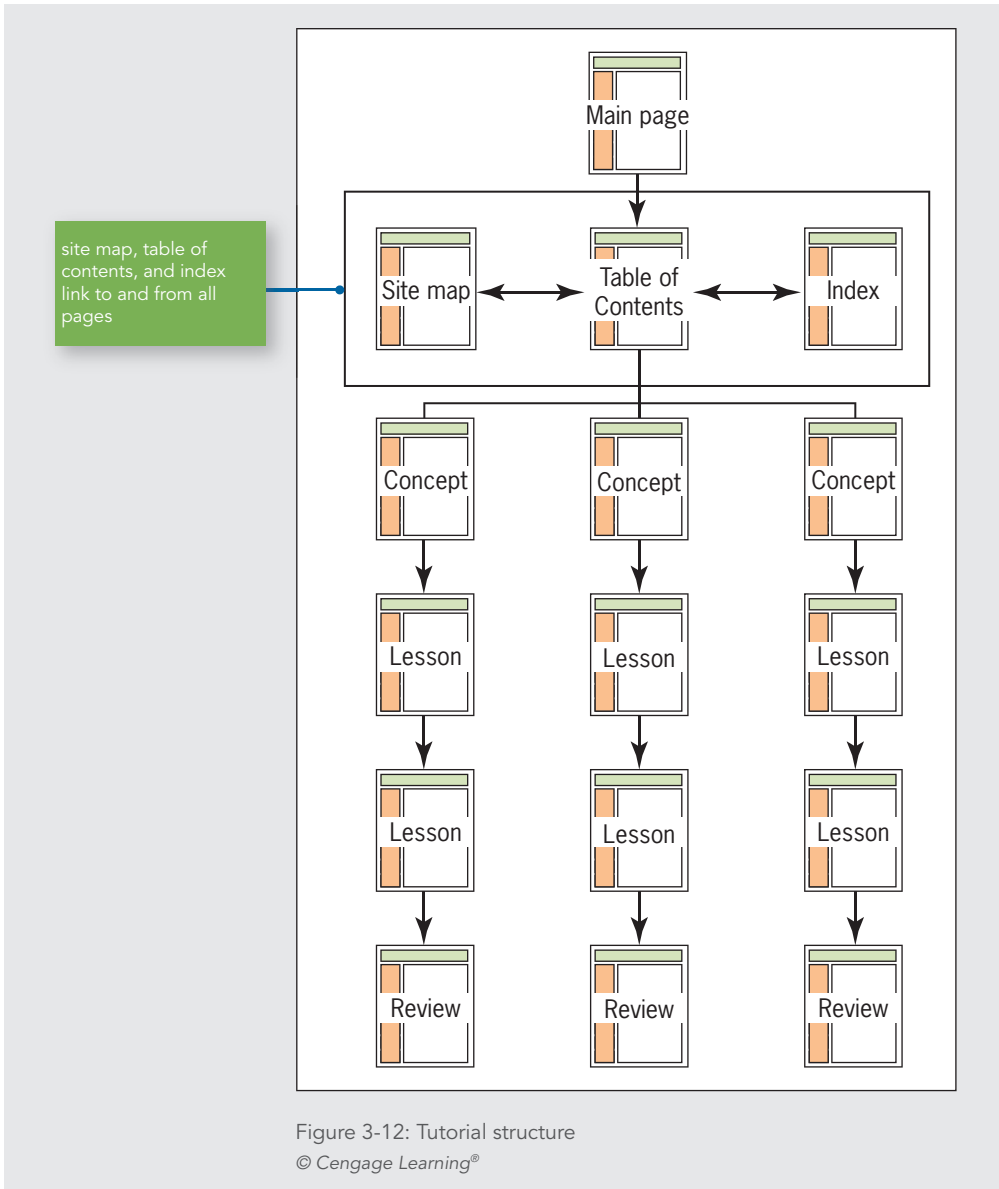 Main page
site map, table of
contents, and index
link to and from all
pages
Site map
Table of
Contents
Index
Concept
Concept
Concept
Lesson
Lesson
Lesson
Lesson
Lesson
Lesson
Review
Review
Review
Figure 3-12: Tutorial structure
© Cengage Learning®